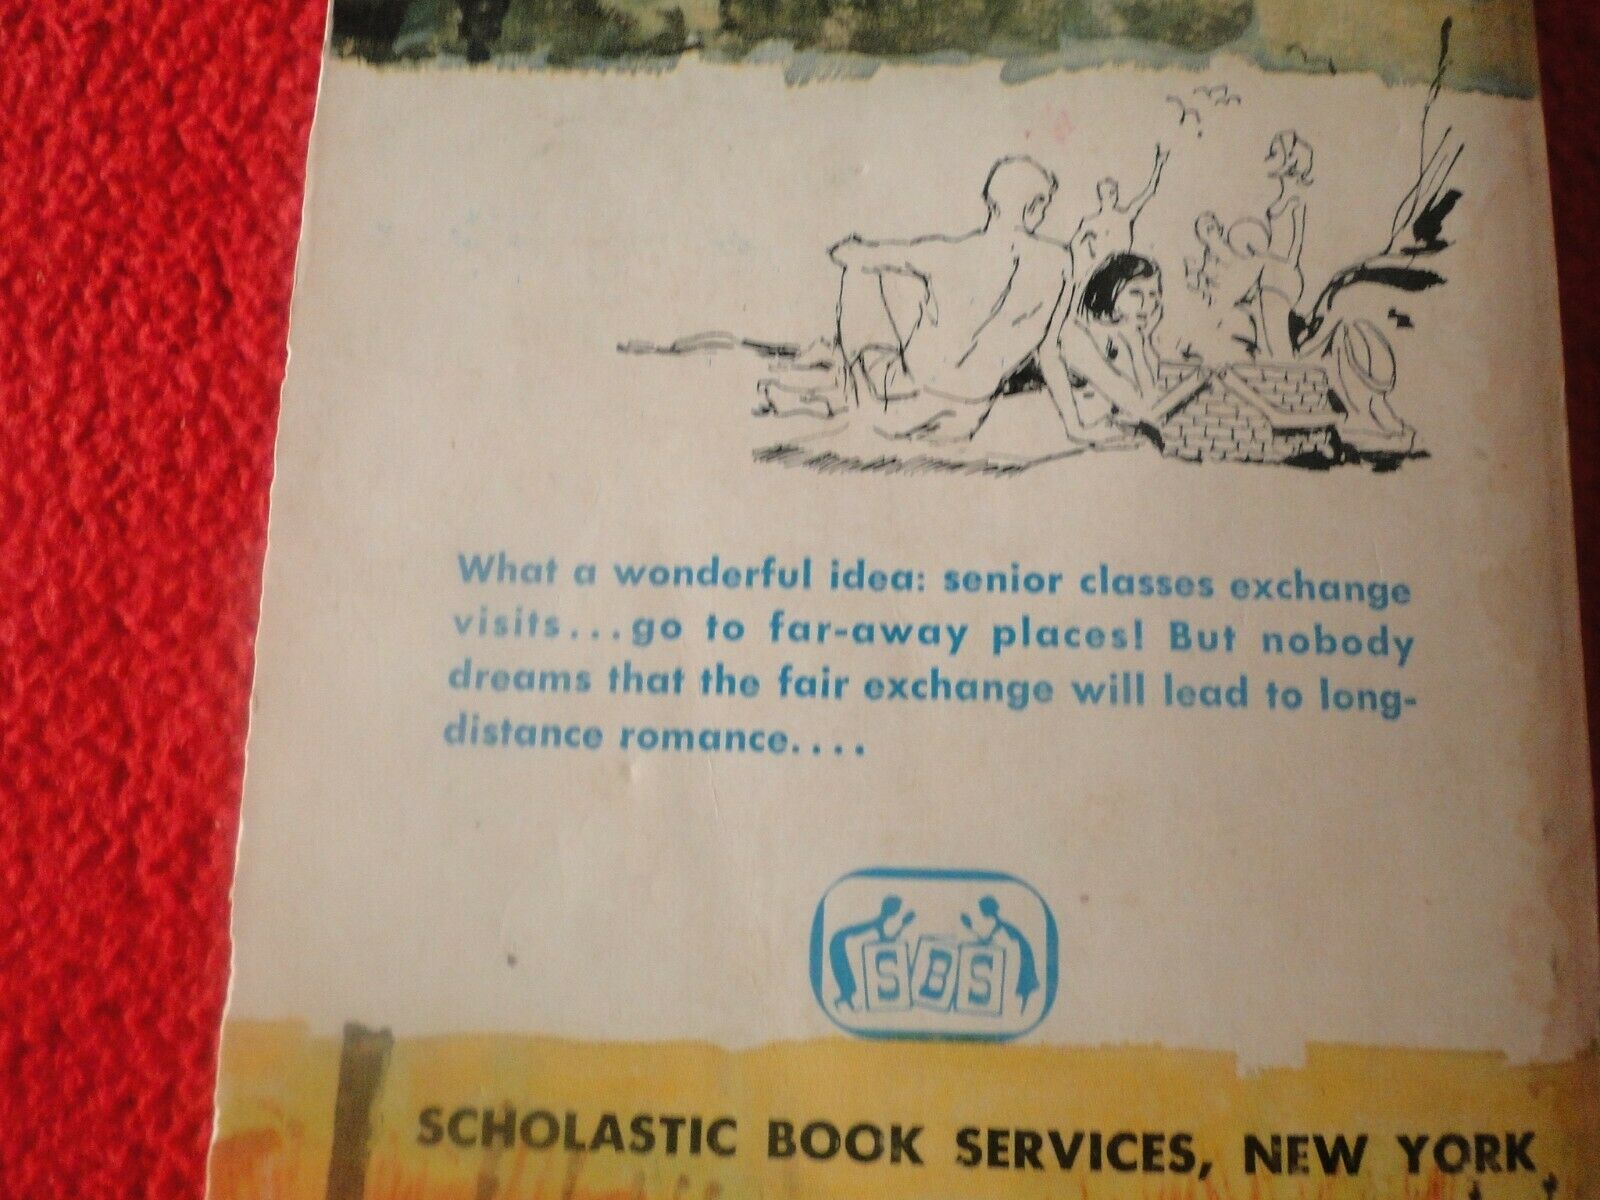 What a wonderful idea: senior classes exchange
visits...go to far-away places! But nobody
dreams that the fair exchange will lead to long-
distance romance....
SBS
SCHOLASTIC BOOK SERVICES, NEW YORK